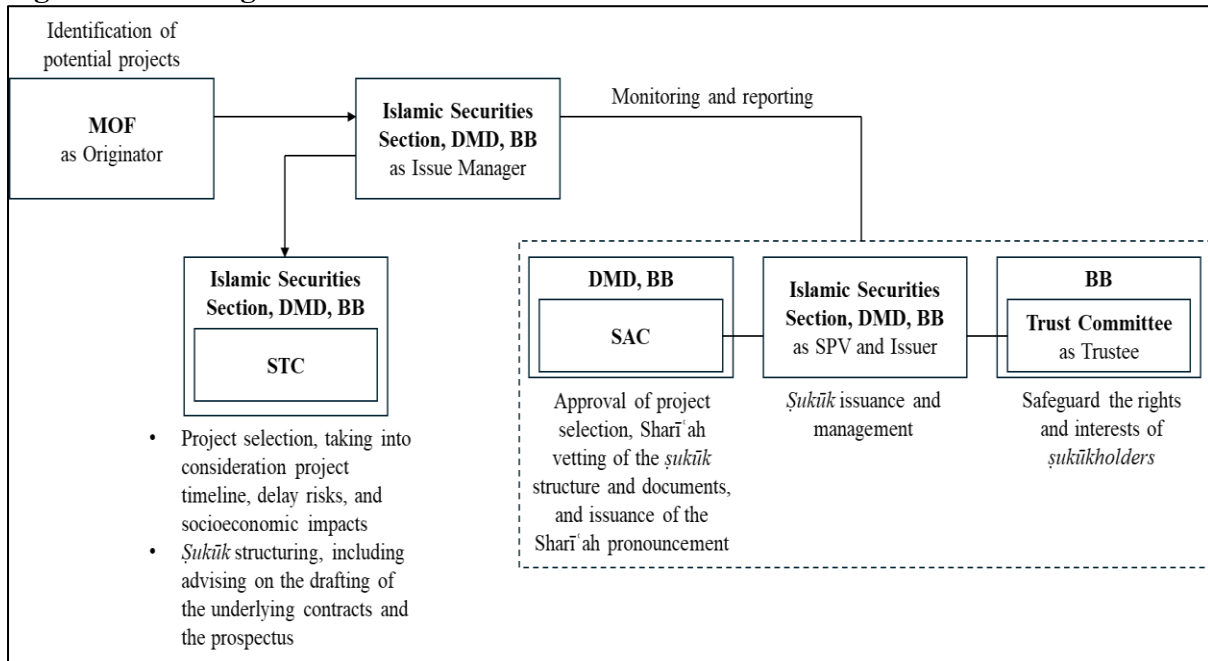 Identification of
potential projects
MOF
as Originator
Islamic Securities
Section, DMD, BB
as Issue Manager
Monitoring and reporting
Islamic Securities
Section, DMD, BB
STC
• Project selection, taking into
consideration project
timeline, delay risks, and
socioeconomic impacts
• Ṣukūk structuring, including
advising on the drafting of
the underlying contracts and
the prospectus
DMD, BB
SAC
Approval of project
selection, Sharīʿah
vetting of the ṣukūk
structure and documents,
and issuance of the
Sharīʿah pronouncement
Islamic Securities
Section, DMD, BB
as SPV and Issuer
Ṣukūk issuance and
management
BB
Trust Committee
as Trustee
Safeguard the rights
and interests of
ṣukūkholders